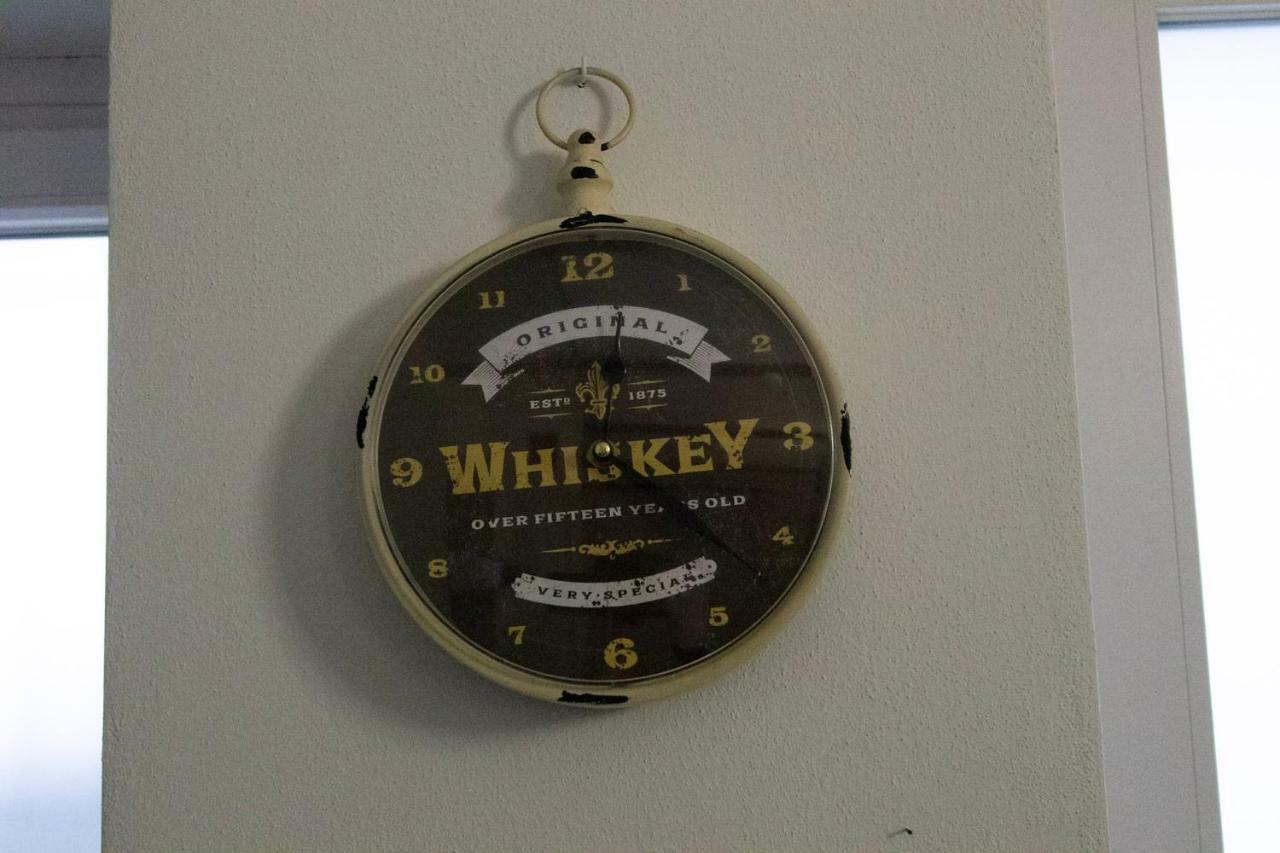 12
11 1
ORIGINAL
10 2
ESTD 1875
WHISKEY
9 3
OVER FIFTEEN YEARS OLD
8 4
VERY·SPECIAL
7 5
6